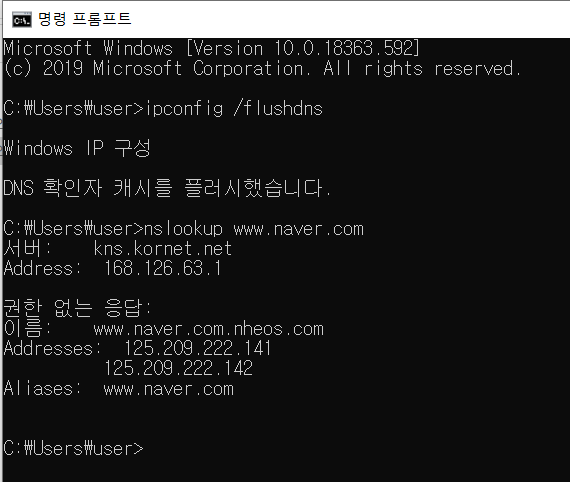 명령 프롬프트
Microsoft Windows [Version 10.0.18363.592]
(c) 2019 Microsoft Corporation. All rights reserved.
C:₩Users₩user>ipconfig /flushdns
Windows IP 구성
DNS 확인자 캐시를 플러시했습니다.
C:₩Users₩user>nslookup www.naver.com
서버:    kns.kornet.net
Address:  168.126.63.1
권한 없는 응답:
이름:    www.naver.com.nheos.com
Addresses:  125.209.222.141
125.209.222.142
Aliases:  www.naver.com
C:₩Users₩user>